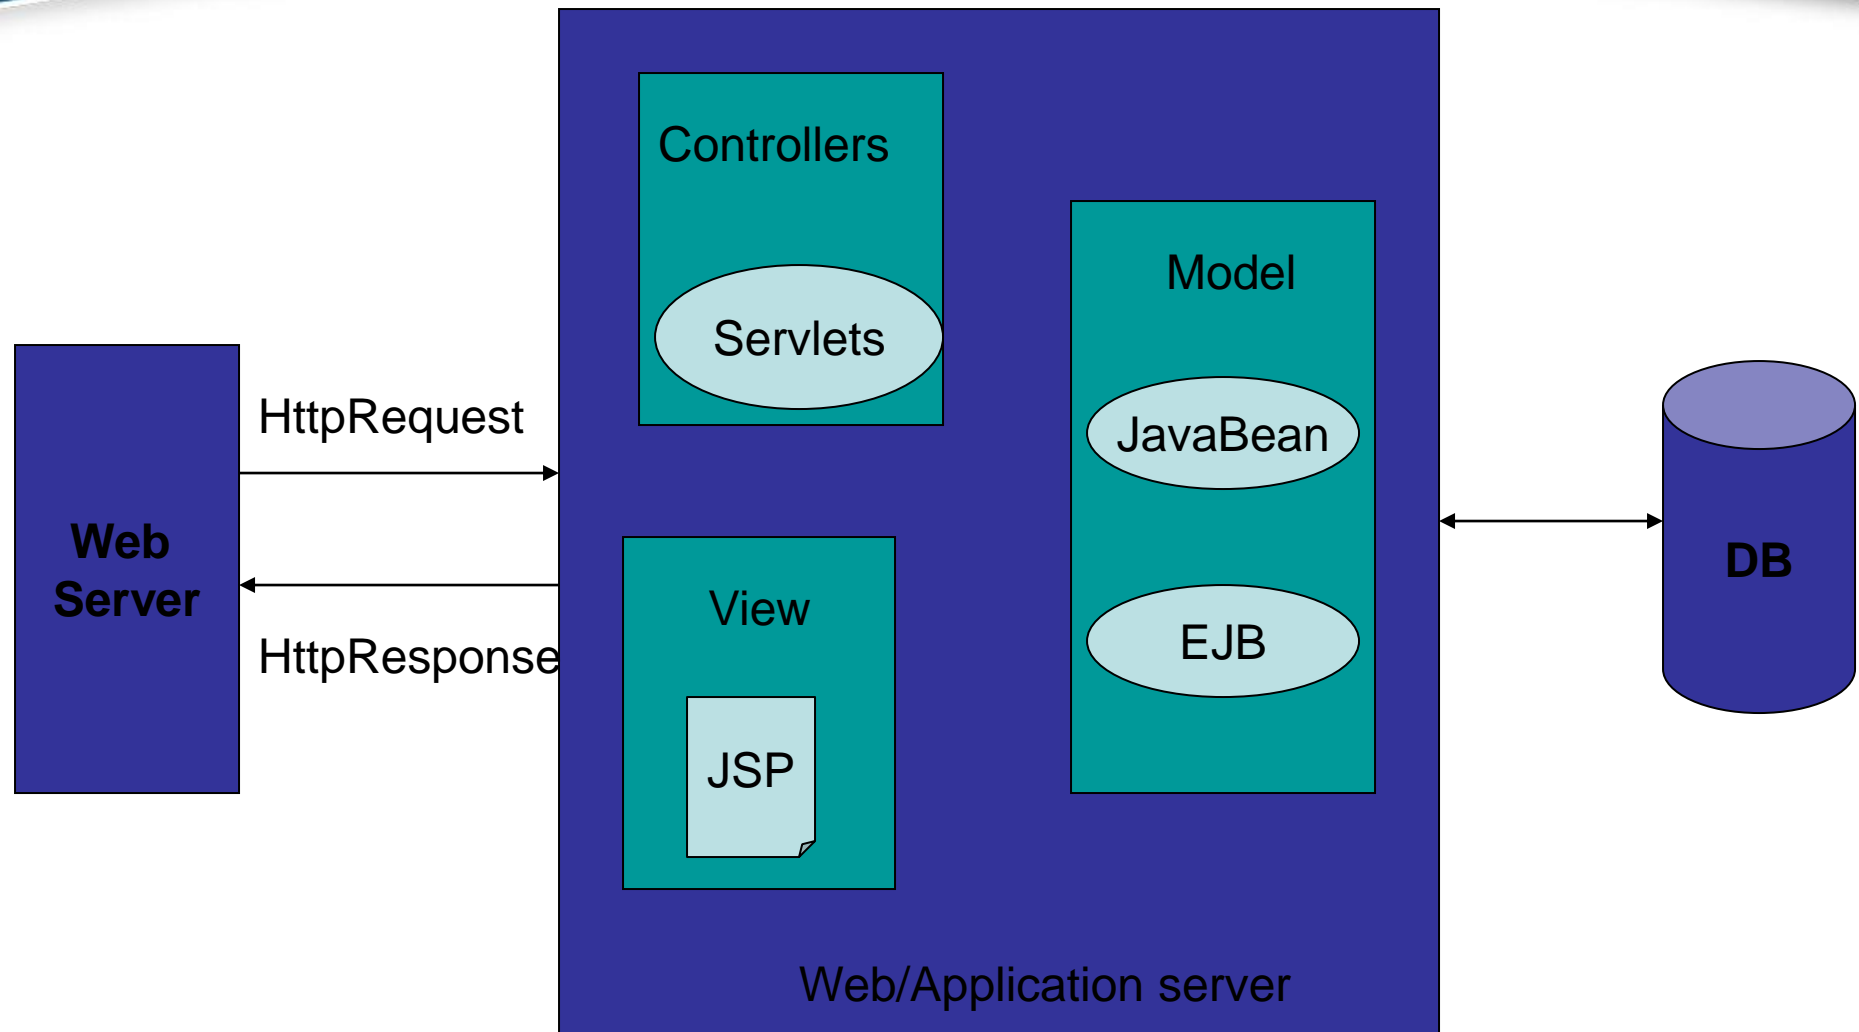 Controllers
Servlets
Model
JavaBean
EJB
HttpRequest
Web
Server
HttpResponse
View
JSP
DB
Web/Application server